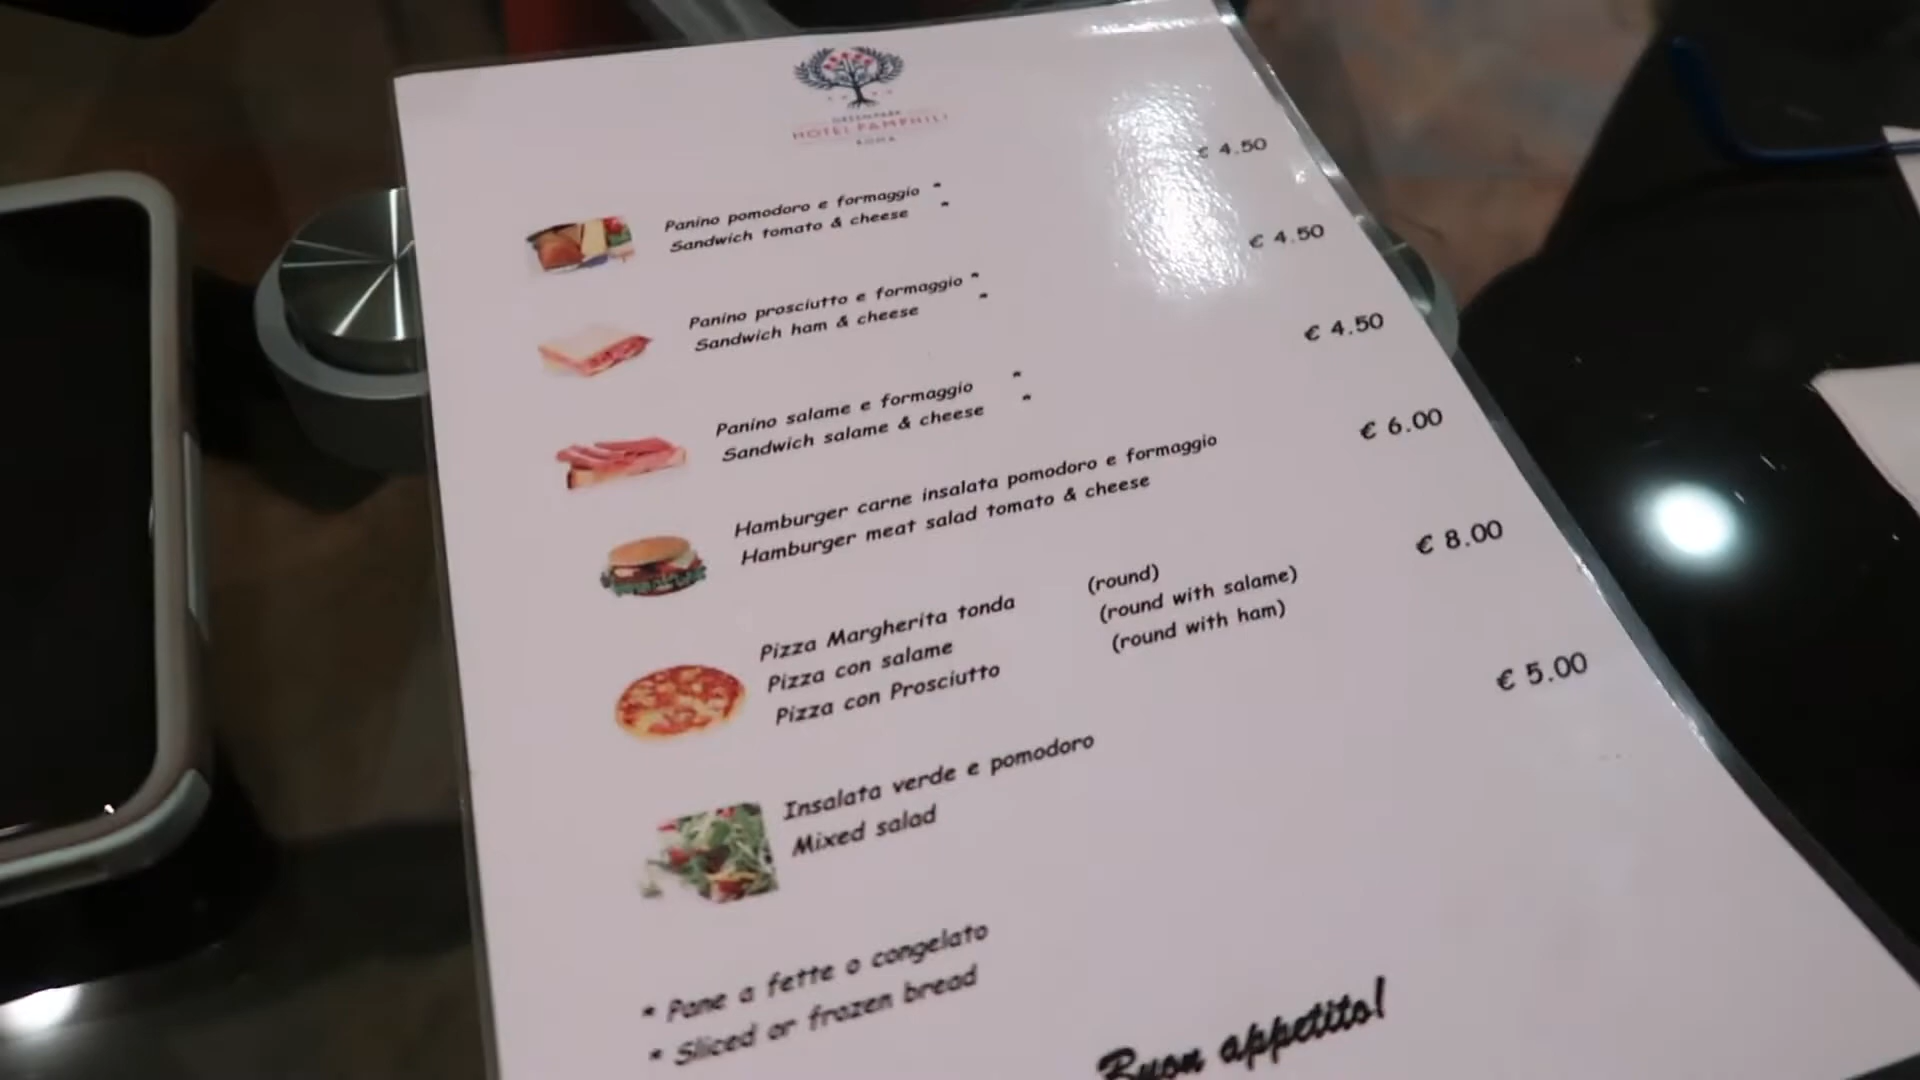 GREEN PARK
HOTEL PAMPHILI
ROMA
Panino pomodoro e formaggio *
Sandwich tomato & cheese *
€ 4.50
Panino prosciutto e formaggio *
Sandwich ham & cheese *
€ 4.50
Panino salame e formaggio *
Sandwich salame & cheese *
€ 4.50
Hamburger carne insalata pomodoro e formaggio
Hamburger meat salad tomato & cheese
€ 6.00
Pizza Margherita tonda (round)
Pizza con salame (round with salame)
Pizza con Prosciutto (round with ham)
€ 8.00
Insalata verde e pomodoro
Mixed salad
€ 5.00
* Pane a fette o congelato
* Sliced or frozen bread
Buon appetito!